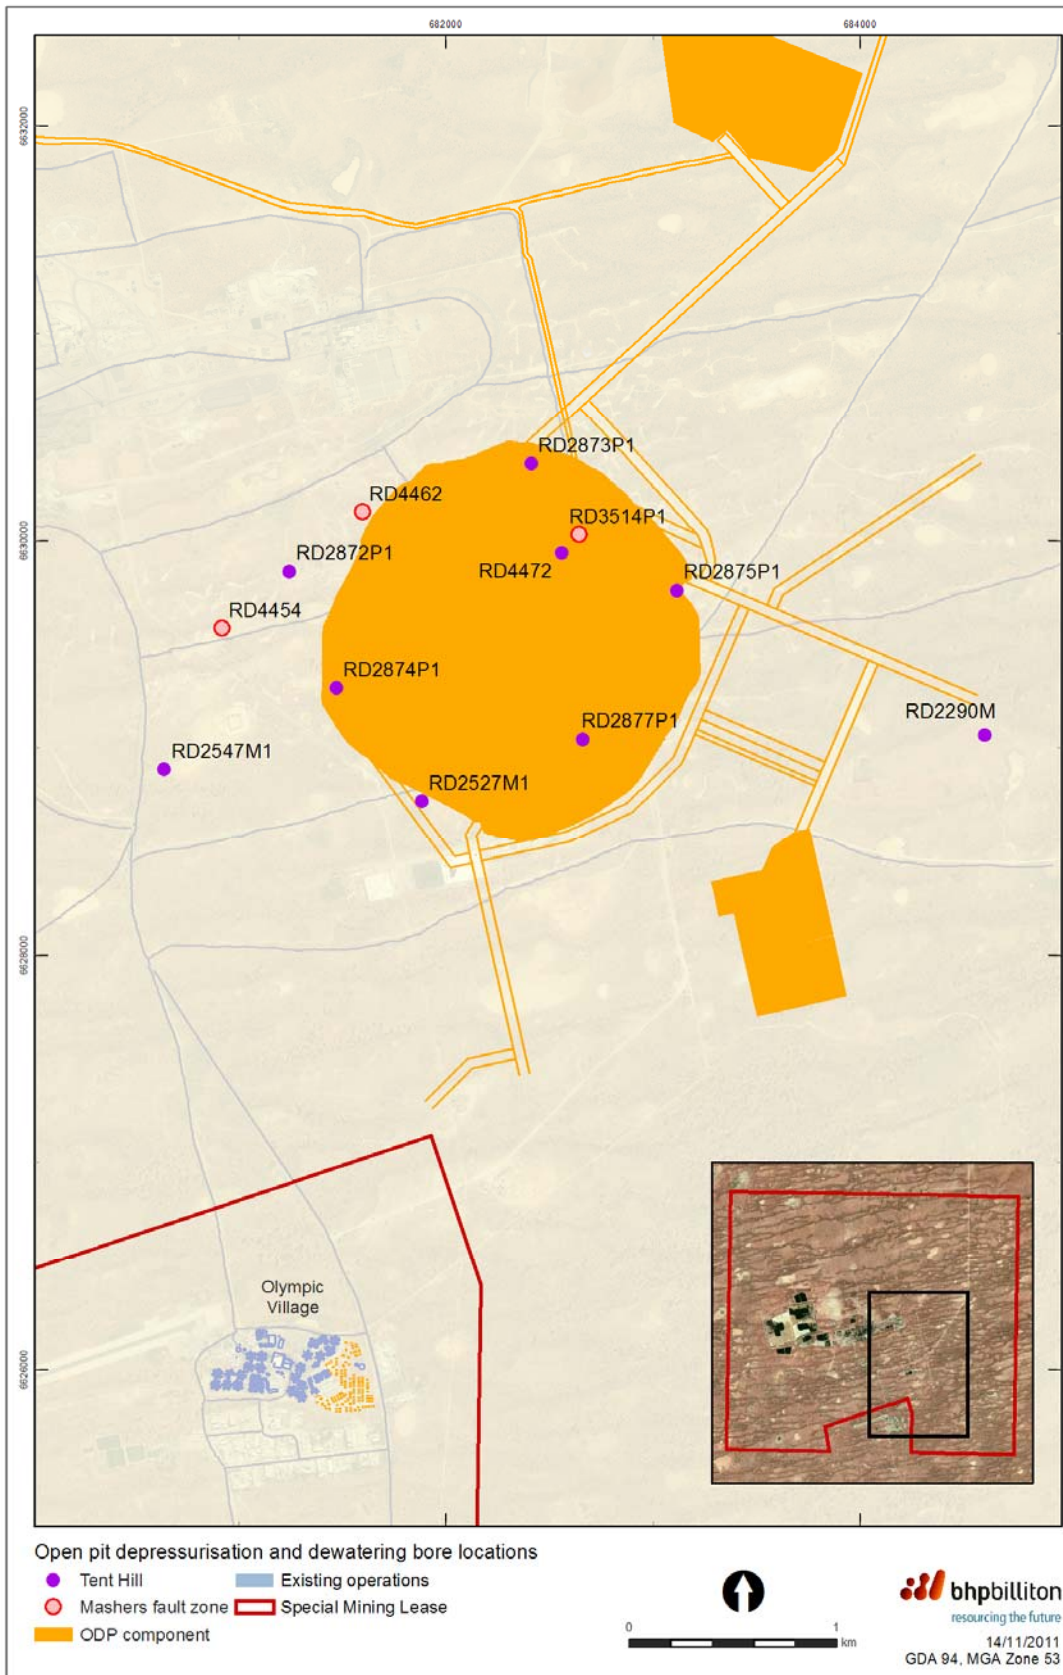 682000
684000
6632000
RD2873P1
RD4462
RD3514P1
6630000
RD2872P1
RD4472
RD2875P1
RD4454
RD2874P1
RD2290M
RD2877P1
RD2547M1
RD2527M1
6628000
Olympic
Village
6626000
Open pit depressurisation and dewatering bore locations
Tent Hill
Existing operations
Mashers fault zone
Special Mining Lease
ODP component
0
1
km
bhpbilliton
resourcing the future
14/11/2011
GDA 94, MGA Zone 53